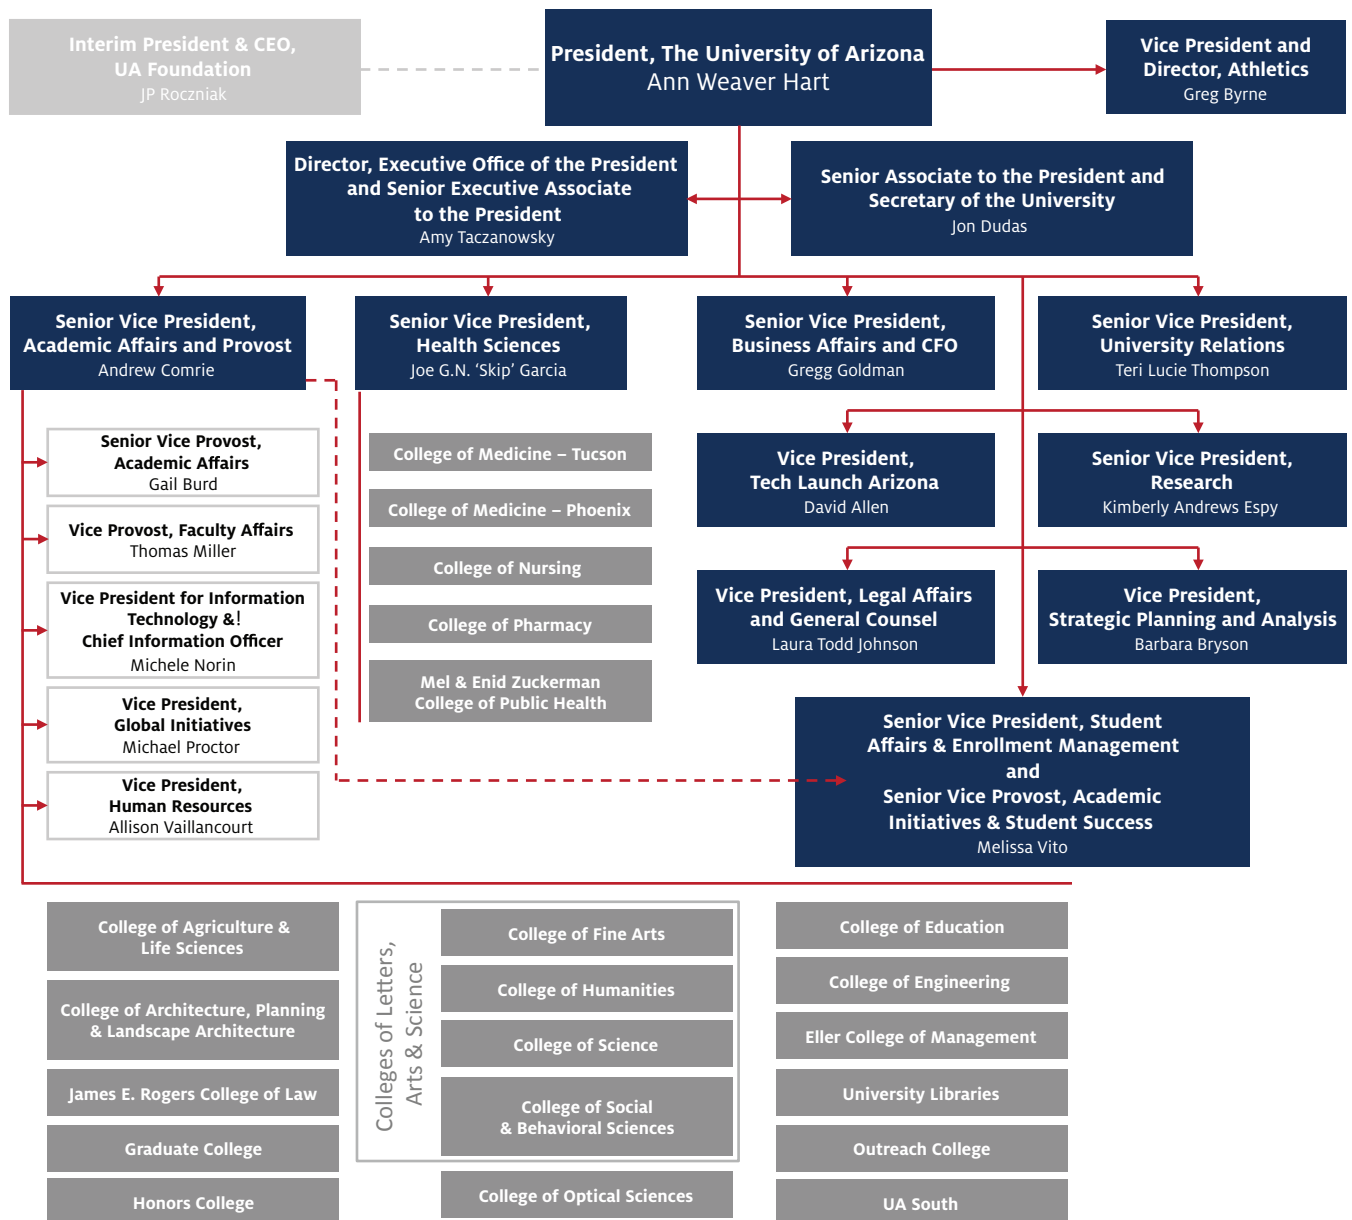 Interim President & CEO,
UA Foundation
JP Roczniak
President, The University of Arizona
Ann Weaver Hart
Vice President and
Director, Athletics
Greg Byrne
Director, Executive Office of the President
and Senior Executive Associate
to the President
Amy Taczanowsky
Senior Associate to the President and
Secretary of the University
Jon Dudas
Senior Vice President,
Academic Affairs and Provost
Andrew Comrie
Senior Vice President,
Health Sciences
Joe G.N. ‘Skip’ Garcia
Senior Vice President,
Business Affairs and CFO
Gregg Goldman
Senior Vice President,
University Relations
Teri Lucie Thompson
Senior Vice Provost,
Academic Affairs
Gail Burd
Vice Provost, Faculty Affairs
Thomas Miller
Vice President for Information
Technology &!
Chief Information Officer
Michele Norin
Vice President,
Global Initiatives
Michael Proctor
Vice President,
Human Resources
Allison Vaillancourt
College of Medicine – Tucson
College of Medicine – Phoenix
College of Nursing
College of Pharmacy
Mel & Enid Zuckerman
College of Public Health
Vice President,
Tech Launch Arizona
David Allen
Senior Vice President,
Research
Kimberly Andrews Espy
Vice President, Legal Affairs
and General Counsel
Laura Todd Johnson
Vice President,
Strategic Planning and Analysis
Barbara Bryson
Senior Vice President, Student
Affairs & Enrollment Management
and
Senior Vice Provost, Academic
Initiatives & Student Success
Melissa Vito
College of Agriculture &
Life Sciences
College of Architecture, Planning
& Landscape Architecture
James E. Rogers College of Law
Graduate College
Honors College
Colleges of Letters,
Arts & Science
College of Fine Arts
College of Humanities
College of Science
College of Social
& Behavioral Sciences
College of Optical Sciences
College of Education
College of Engineering
Eller College of Management
University Libraries
Outreach College
UA South